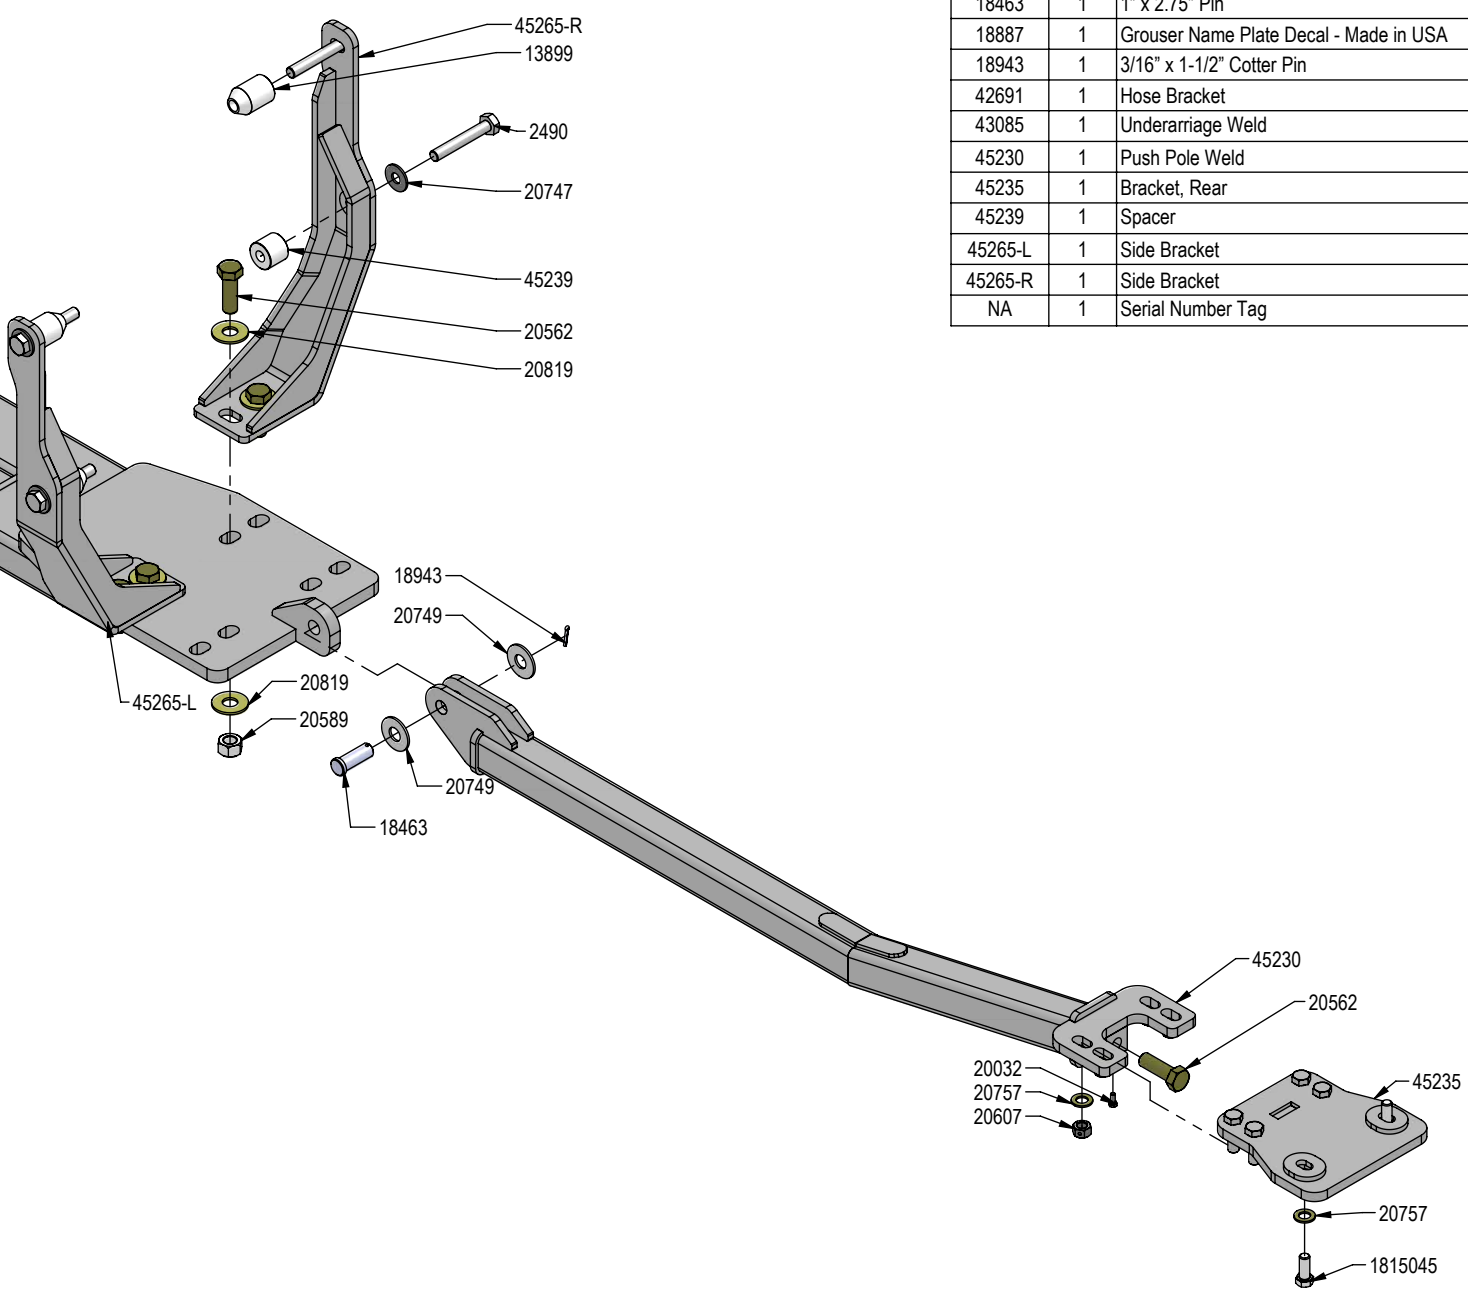 18463 1 1" x 2.75" Pin
18887 1 Grouser Name Plate Decal - Made in USA
18943 1 3/16” x 1-1/2” Cotter Pin
42691 1 Hose Bracket
43085 1 Underarriage Weld
45230 1 Push Pole Weld
45235 1 Bracket, Rear
45239 1 Spacer
45265-L 1 Side Bracket
45265-R 1 Side Bracket
NA 1 Serial Number Tag
45265-R
13899
2490
20747
45239
20562
20819
18943
20749
45265-L
20819
20589
20749
18463
45230
20562
20032
20757
20607
45235
20757
1815045